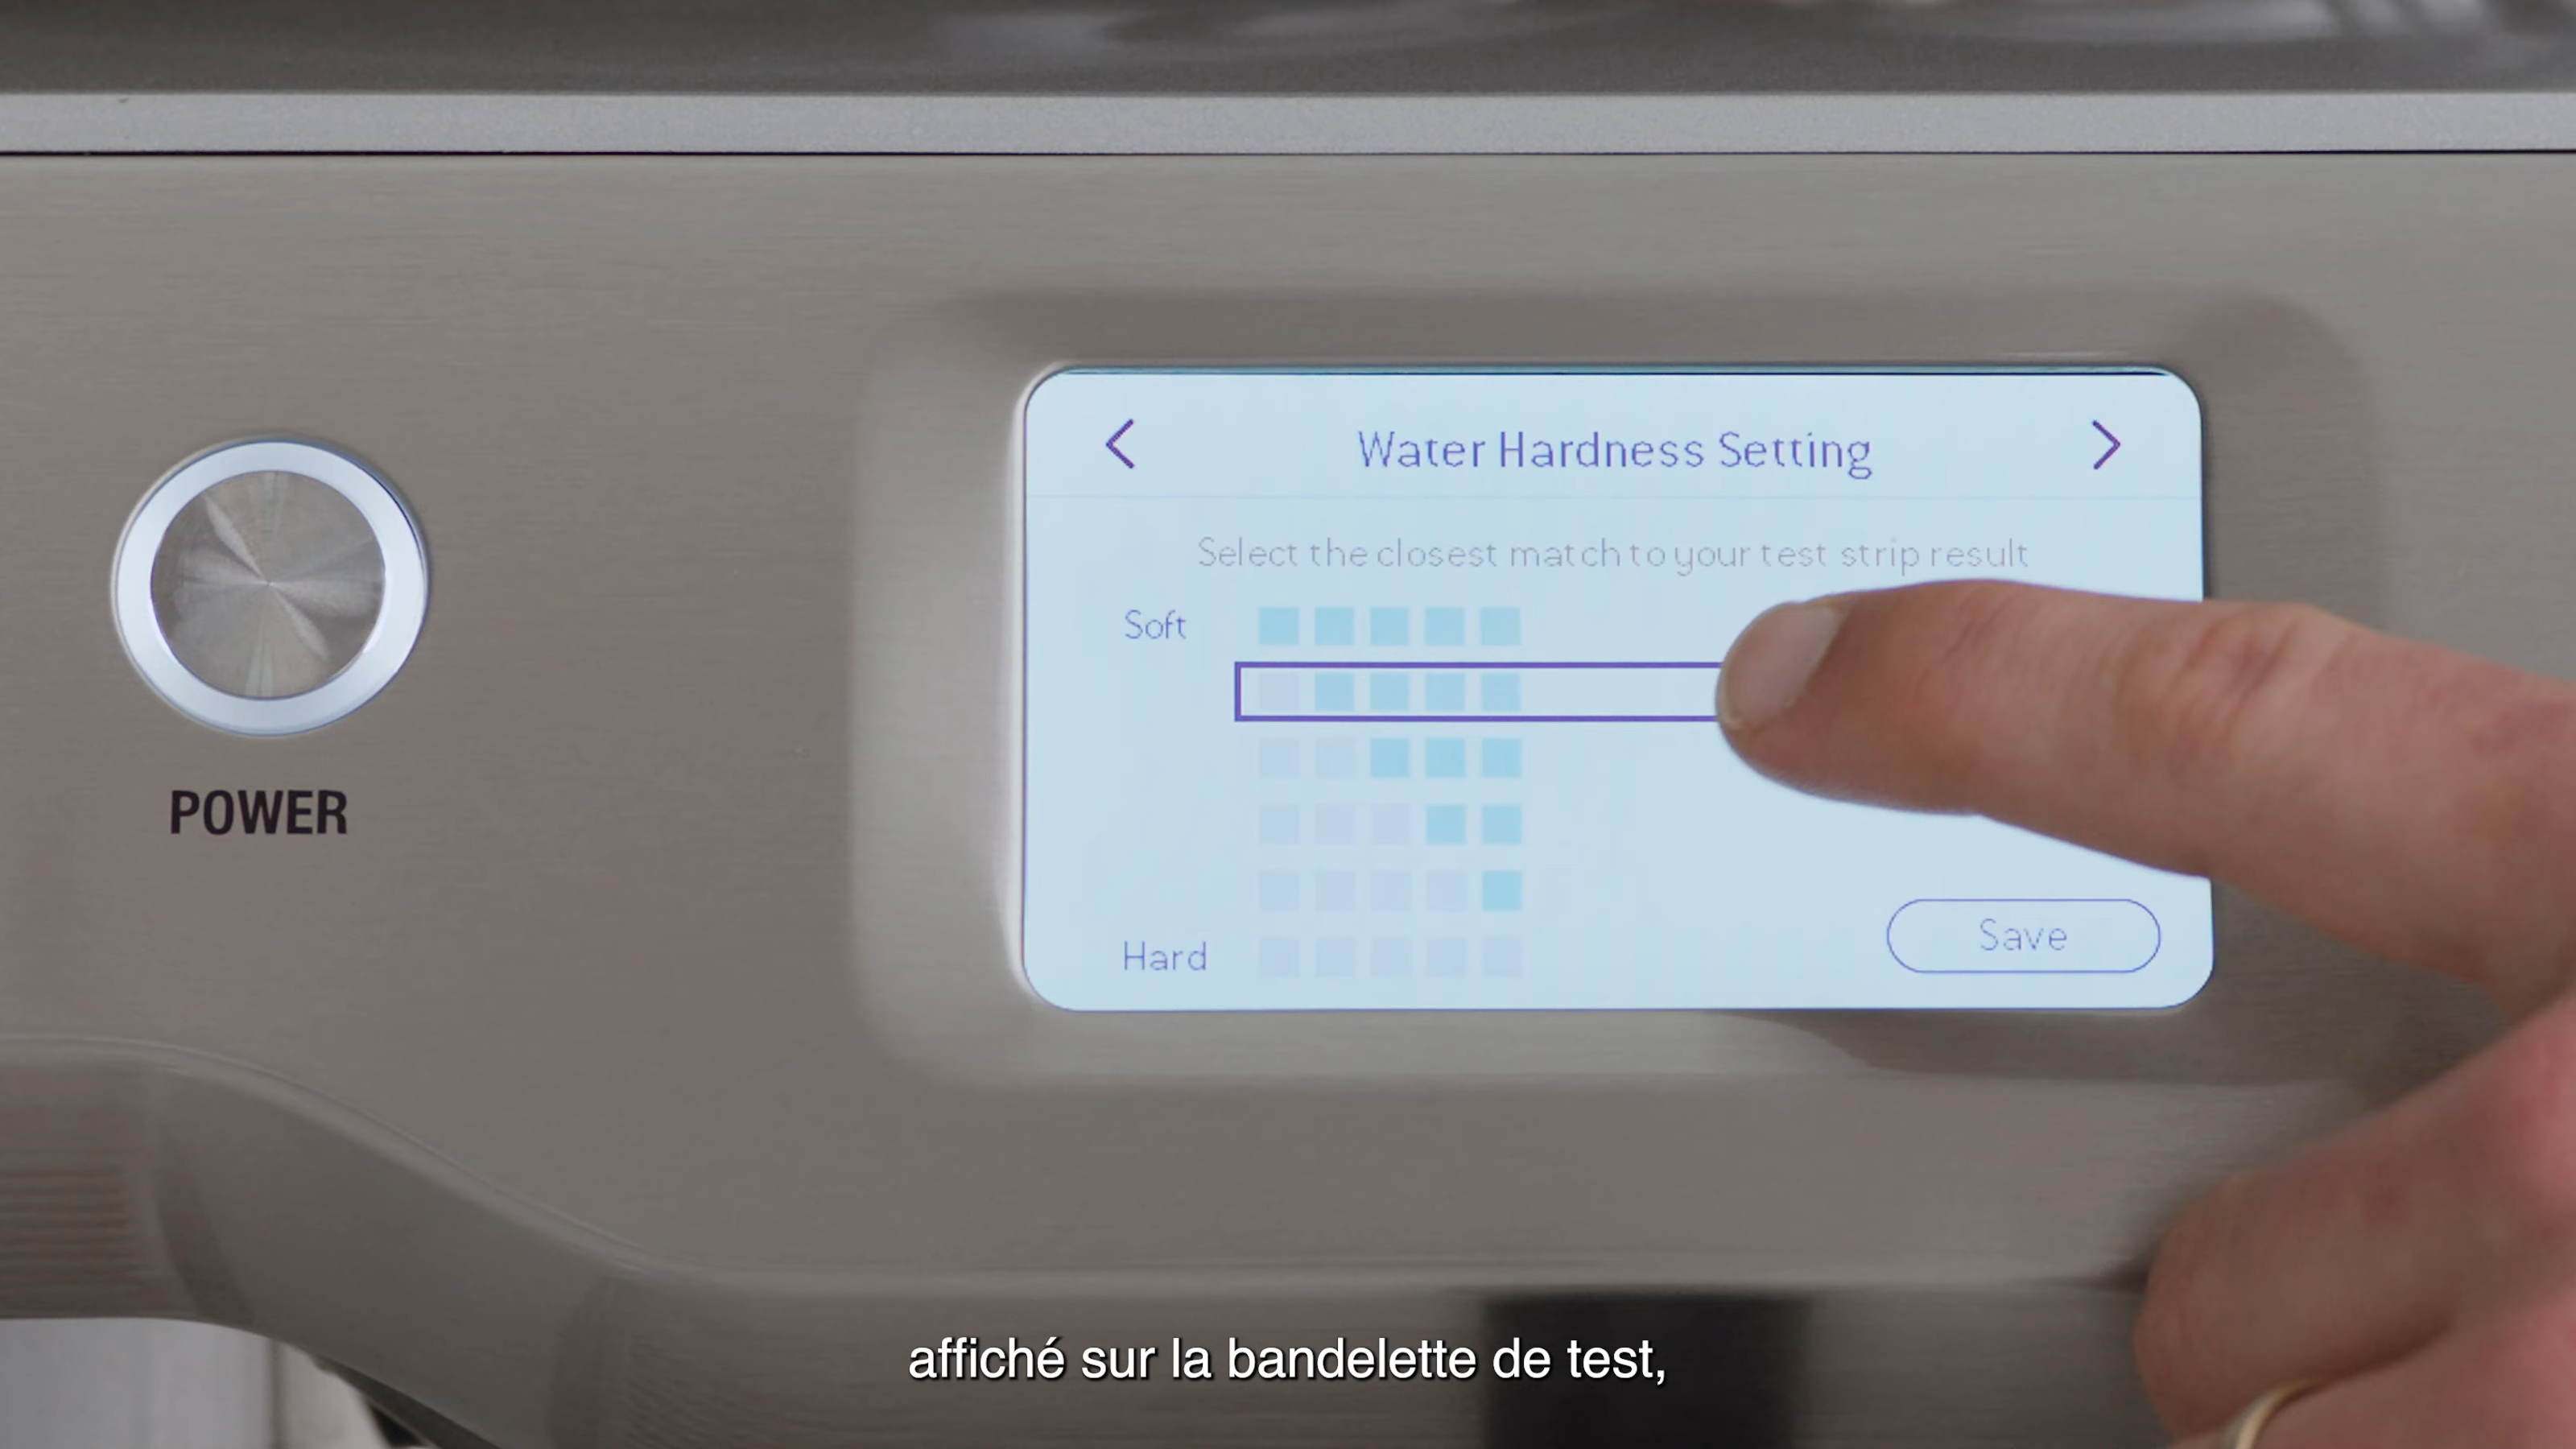 Water Hardness Setting
Select the closest match to your test strip result
Soft
Hard
Save
POWER
affiché sur la bandelette de test,